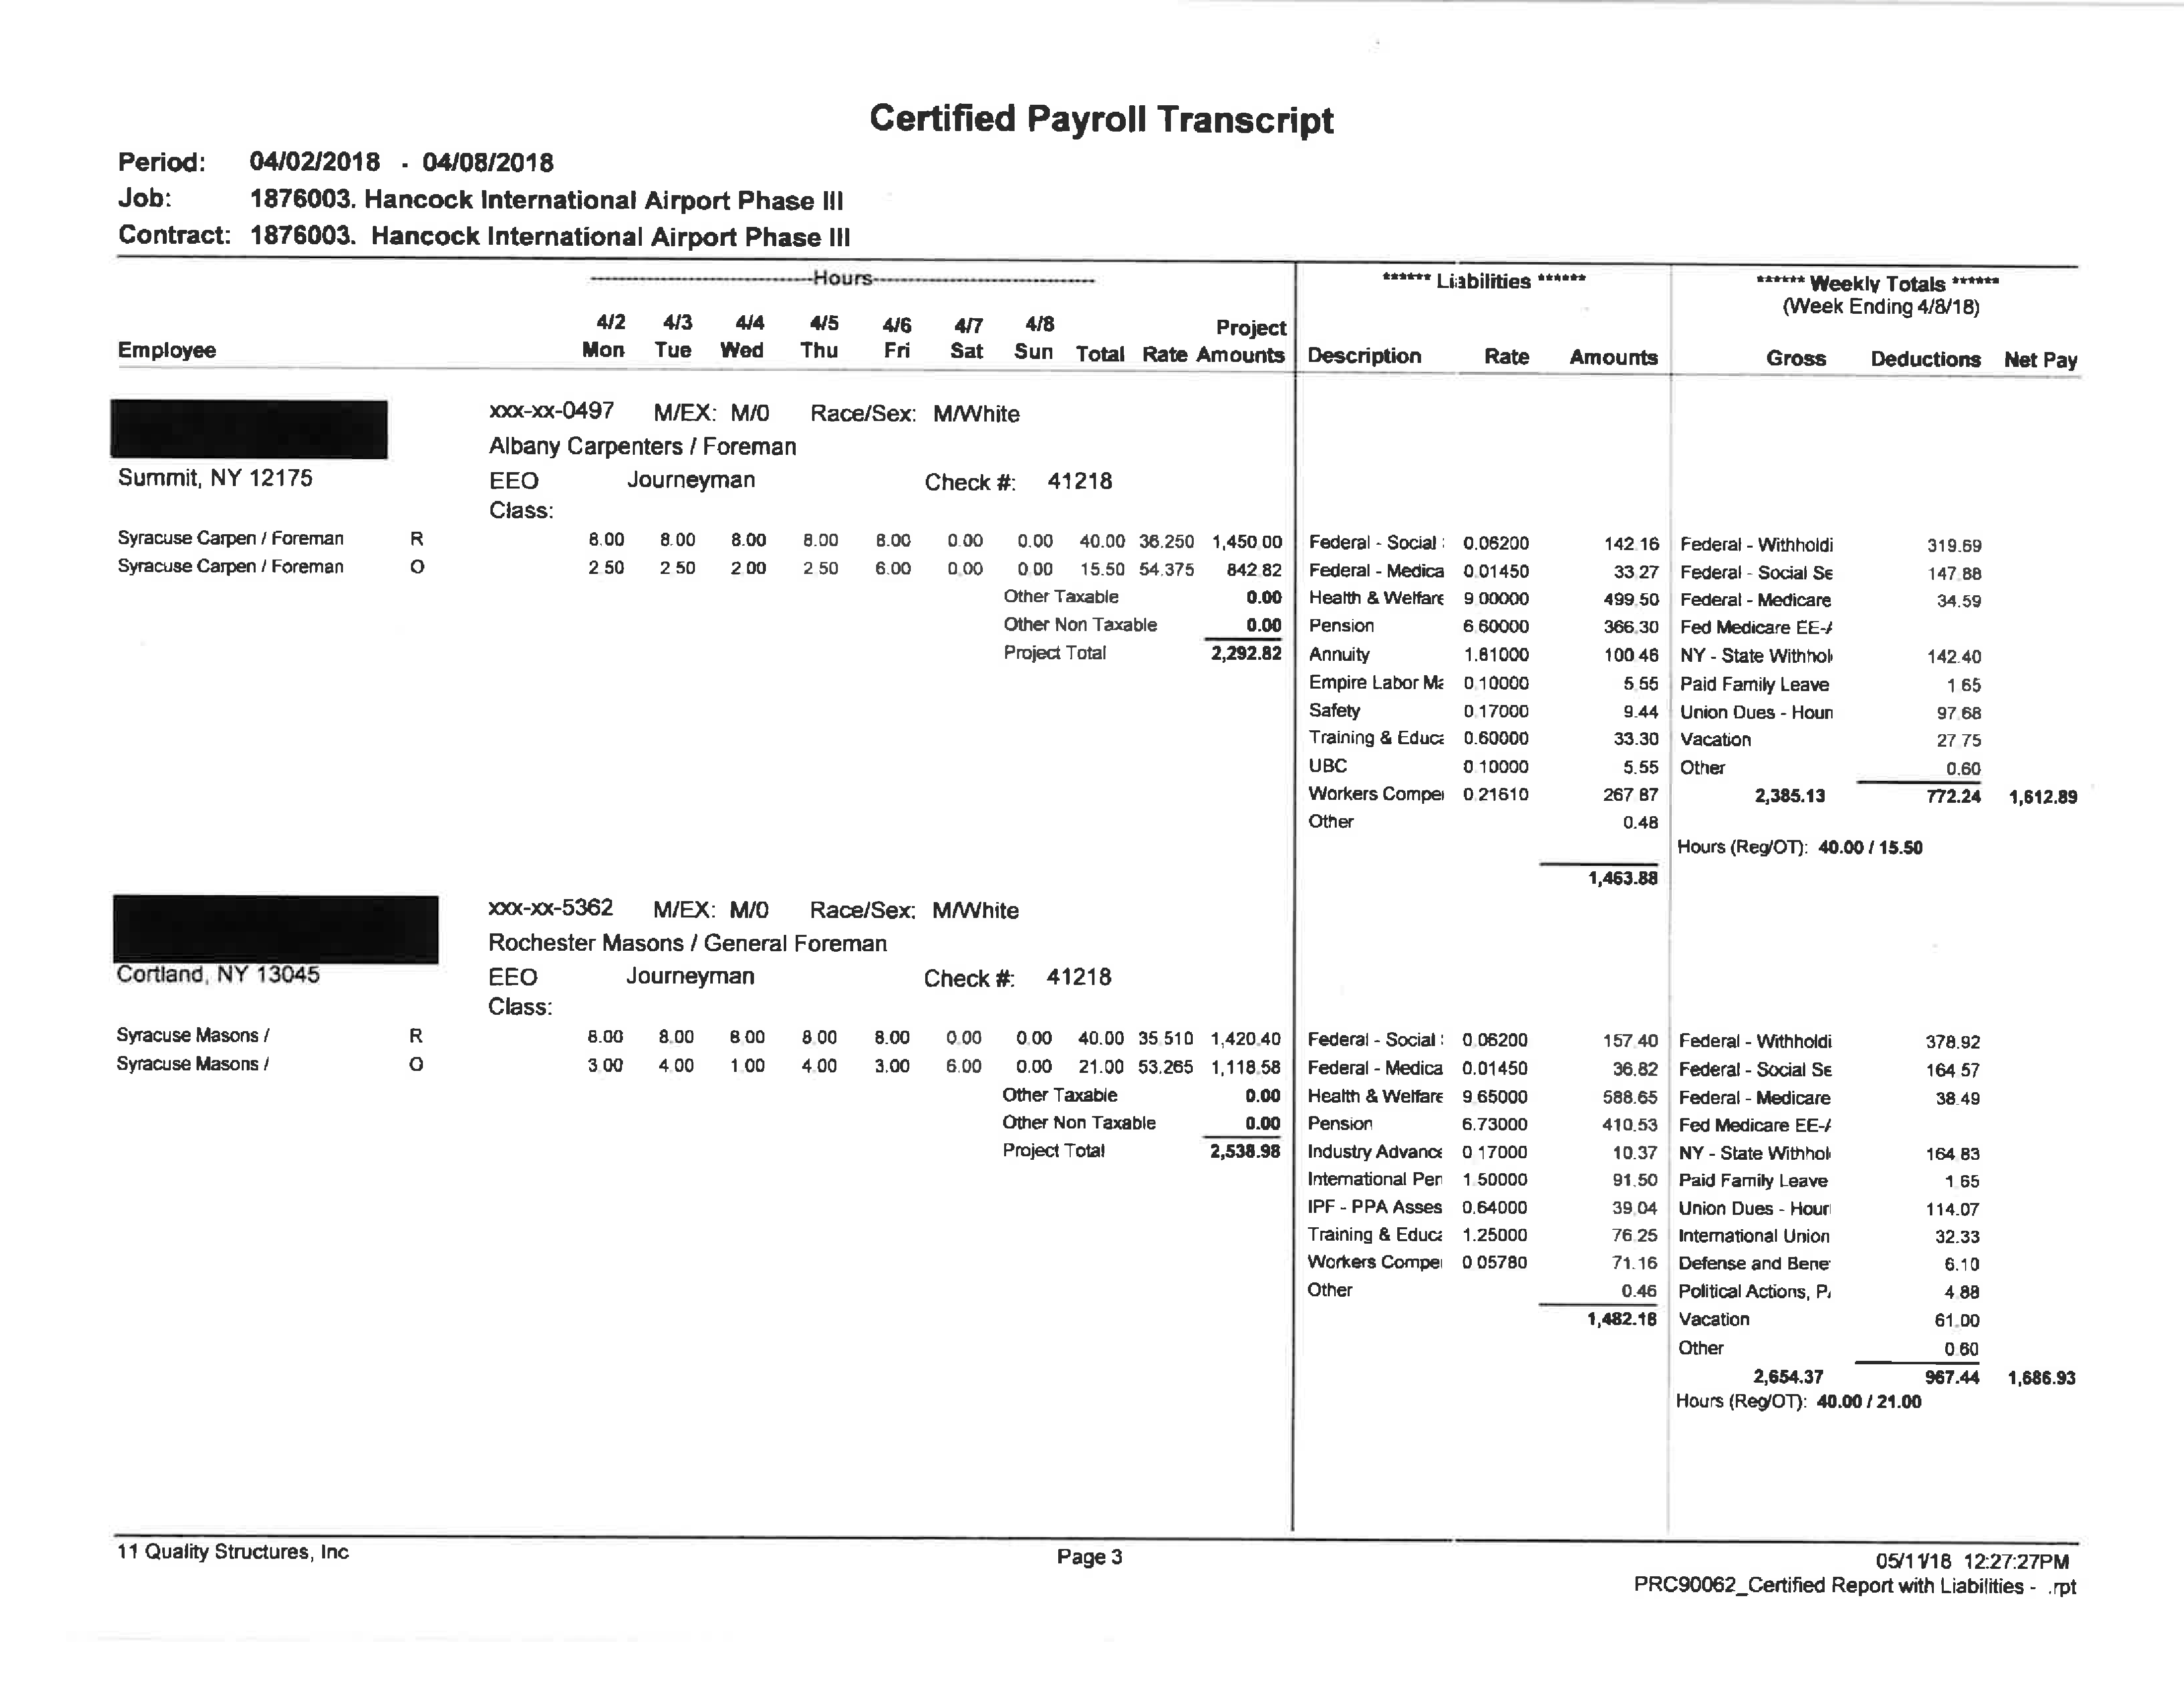 Certified Payroll Transcript
Period: 04/02/2018 - 04/08/2018
Job: 1876003. Hancock International Airport Phase III
Contract: 1876003. Hancock International Airport Phase III
Hours
****** Liabilities ******
****** Weekly Totals ******
(Week Ending 4/8/18)
4/2 4/3 4/4 4/5 4/6 4/7 4/8 Project
Employee Mon Tue Wed Thu Fri Sat Sun Total Rate Amounts Description Rate Amounts Gross Deductions Net Pay
xxx-xx-0497 M/EX: M/0 Race/Sex: M/White
Albany Carpenters / Foreman
Summit, NY 12175 EEO Journeyman Check #: 41218
Class:
Syracuse Carpen / Foreman R 8.00 8.00 8.00 8.00 8.00 0.00 0.00 40.00 36.250 1,450.00 Federal - Social : 0.06200 142.16 Federal - Withholdi 319.69
Syracuse Carpen / Foreman O 2.50 2.50 2.00 2.50 6.00 0.00 0.00 15.50 54.375 842.82 Federal - Medica 0.01450 33.27 Federal - Social Se 147.88
Other Taxable 0.00 Health & Welfare 9.00000 499.50 Federal - Medicare 34.59
Other Non Taxable 0.00 Pension 6.60000 366.30 Fed Medicare EE-/
Project Total 2,292.82 Annuity 1.81000 100.46 NY - State Withhol 142.40
Empire Labor Ma 0.10000 5.55 Paid Family Leave 1.65
Safety 0.17000 9.44 Union Dues - Hour 97.68
Training & Educa 0.60000 33.30 Vacation 27.75
UBC 0.10000 5.55 Other 0.60
Workers Compe 0.21610 267.87 2,385.13 772.24 1,612.89
Other 0.48
Hours (Reg/OT): 40.00 / 15.50
1,463.88
xxx-xx-5362 M/EX: M/0 Race/Sex: M/White
Rochester Masons / General Foreman
Cortland, NY 13045 EEO Journeyman Check #: 41218
Class:
Syracuse Masons / R 8.00 8.00 8.00 8.00 8.00 0.00 0.00 40.00 35.510 1,420.40 Federal - Social : 0.06200 157.40 Federal - Withholdi 378.92
Syracuse Masons / O 3.00 4.00 1.00 4.00 3.00 6.00 0.00 21.00 53.265 1,118.58 Federal - Medica 0.01450 36.82 Federal - Social Se 164.57
Other Taxable 0.00 Health & Welfare 9.65000 588.65 Federal - Medicare 38.49
Other Non Taxable 0.00 Pension 6.73000 410.53 Fed Medicare EE-/
Project Total 2,538.98 Industry Advance 0.17000 10.37 NY - State Withhol 164.83
International Per 1.50000 91.50 Paid Family Leave 1.65
IPF - PPA Asses 0.64000 39.04 Union Dues - Hour 114.07
Training & Educa 1.25000 76.25 International Union 32.33
Workers Compe 0.05780 71.16 Defense and Bene 6.10
Other 0.46 Political Actions, P 4.88
1,482.18 Vacation 61.00
Other 0.60
2,654.37 967.44 1,686.93
Hours (Reg/OT): 40.00 / 21.00
11 Quality Structures, Inc Page 3 05/11/18 12:27:27PM
PRC90062_Certified Report with Liabilities - .rpt